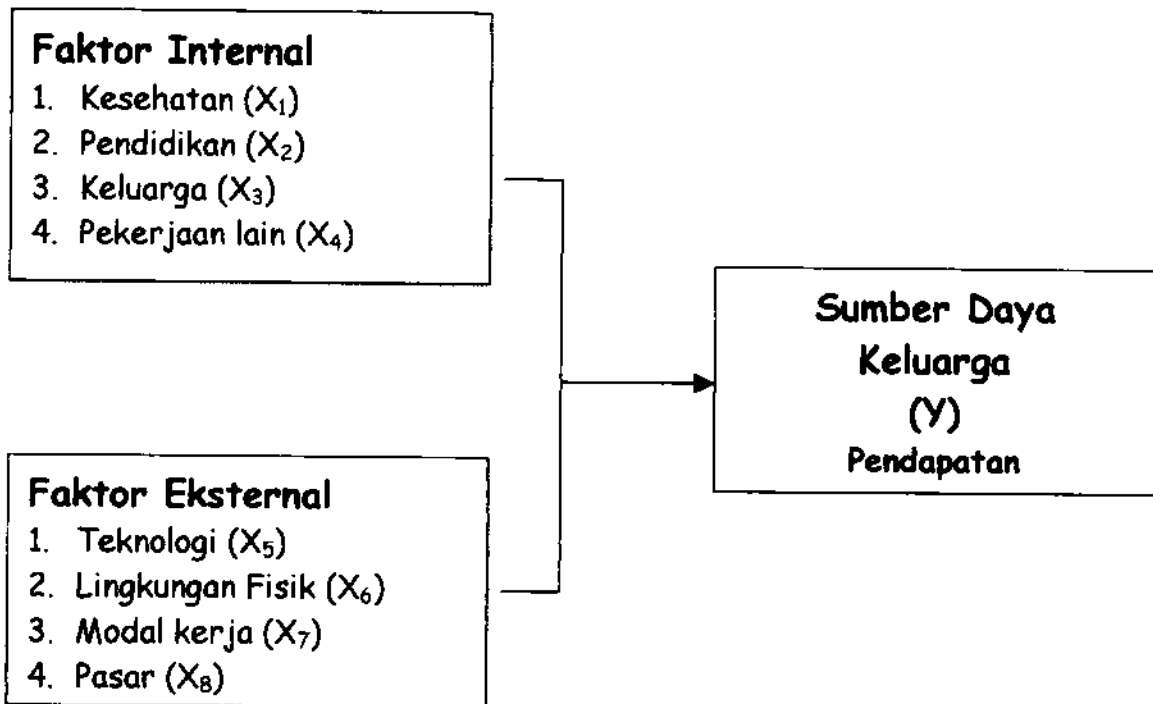 Faktor Internal
1. Kesehatan (X₁)
2. Pendidikan (X₂)
3. Keluarga (X₃)
4. Pekerjaan lain (X₄)
Sumber Daya
Keluarga
(Y)
Pendapatan
Faktor Eksternal
1. Teknologi (X₅)
2. Lingkungan Fisik (X₆)
3. Modal kerja (X₇)
4. Pasar (X₈)